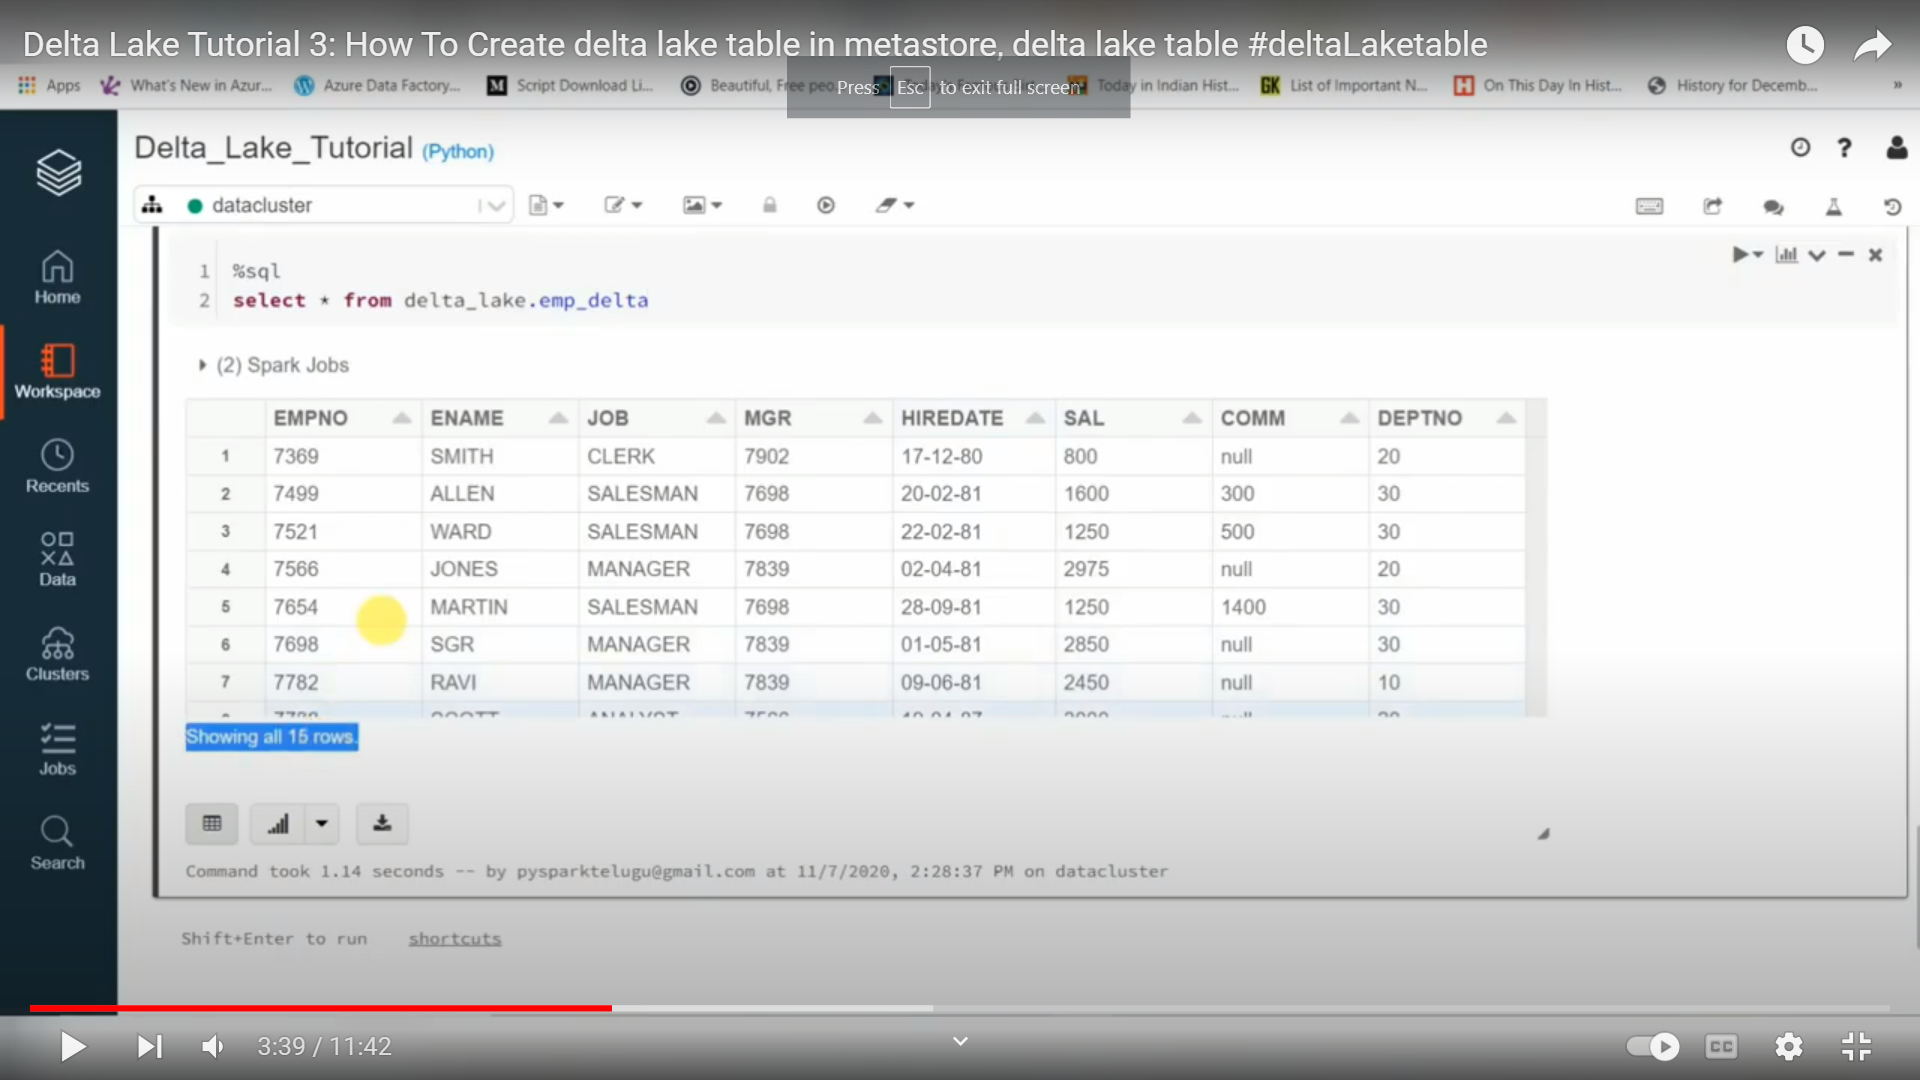 Delta Lake Tutorial 3: How To Create delta lake table in metastore, delta lake table #deltaLaketable
Apps What's New in Azur... Azure Data Factory... M Script Download Li... Beautiful, Free peo... Today in Indian Hist... GK List of Important N... H On This Day In Hist... History for Decemb... »
Press Esc to exit full screen
Delta_Lake_Tutorial (Python)
?
datacluster
Home
Workspace
Recents
Data
Clusters
Jobs
Search
1 %sql
2 select * from delta_lake.emp_delta
(2) Spark Jobs
EMPNO ENAME JOB MGR HIREDATE SAL COMM DEPTNO
1 7369 SMITH CLERK 7902 17-12-80 800 null 20
2 7499 ALLEN SALESMAN 7698 20-02-81 1600 300 30
3 7521 WARD SALESMAN 7698 22-02-81 1250 500 30
4 7566 JONES MANAGER 7839 02-04-81 2975 null 20
5 7654 MARTIN SALESMAN 7698 28-09-81 1250 1400 30
6 7698 SGR MANAGER 7839 01-05-81 2850 null 30
7 7782 RAVI MANAGER 7839 09-06-81 2450 null 10
Showing all 15 rows.
Command took 1.14 seconds -- by pysparktelugu@gmail.com at 11/7/2020, 2:28:37 PM on datacluster
Shift+Enter to run shortcuts
3:39 / 11:42
CC